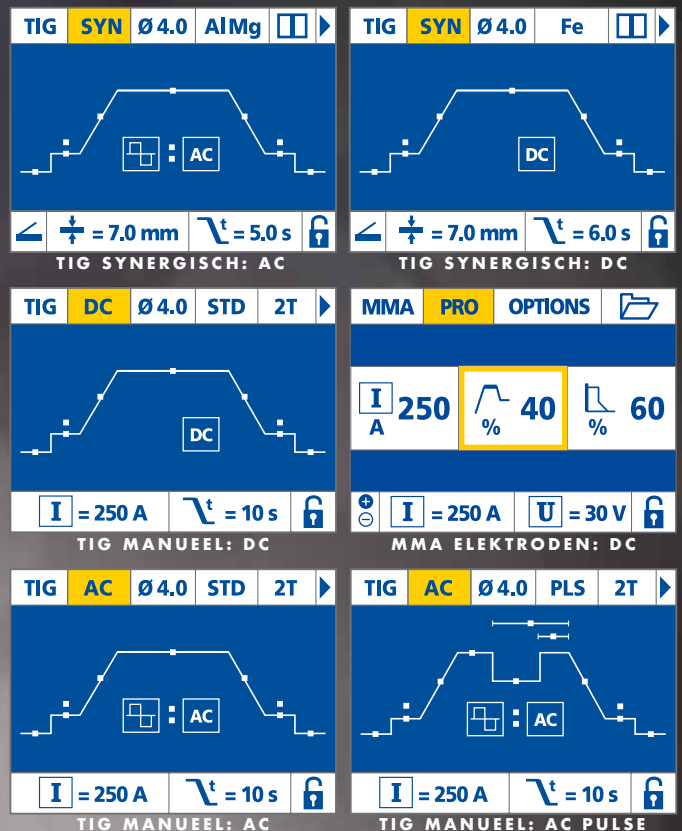 TIG SYN Ø 4.0 AlMg
AC
= 7.0 mm t = 5.0 s
TIG SYNERGISCH: AC
TIG SYN Ø 4.0 Fe
DC
= 7.0 mm t = 6.0 s
TIG SYNERGISCH: DC
TIG DC Ø 4.0 STD 2T
DC
I = 250 A t = 10 s
TIG MANUEEL: DC
MMA PRO OPTIONS
I A 250 % 40 % 60
I = 250 A U = 30 V
MMA ELEKTRODEN: DC
TIG AC Ø 4.0 STD 2T
: AC
I = 250 A t = 10 s
TIG MANUEEL: AC
TIG AC Ø 4.0 PLS 2T
: AC
I = 250 A t = 10 s
TIG MANUEEL: AC PULSE